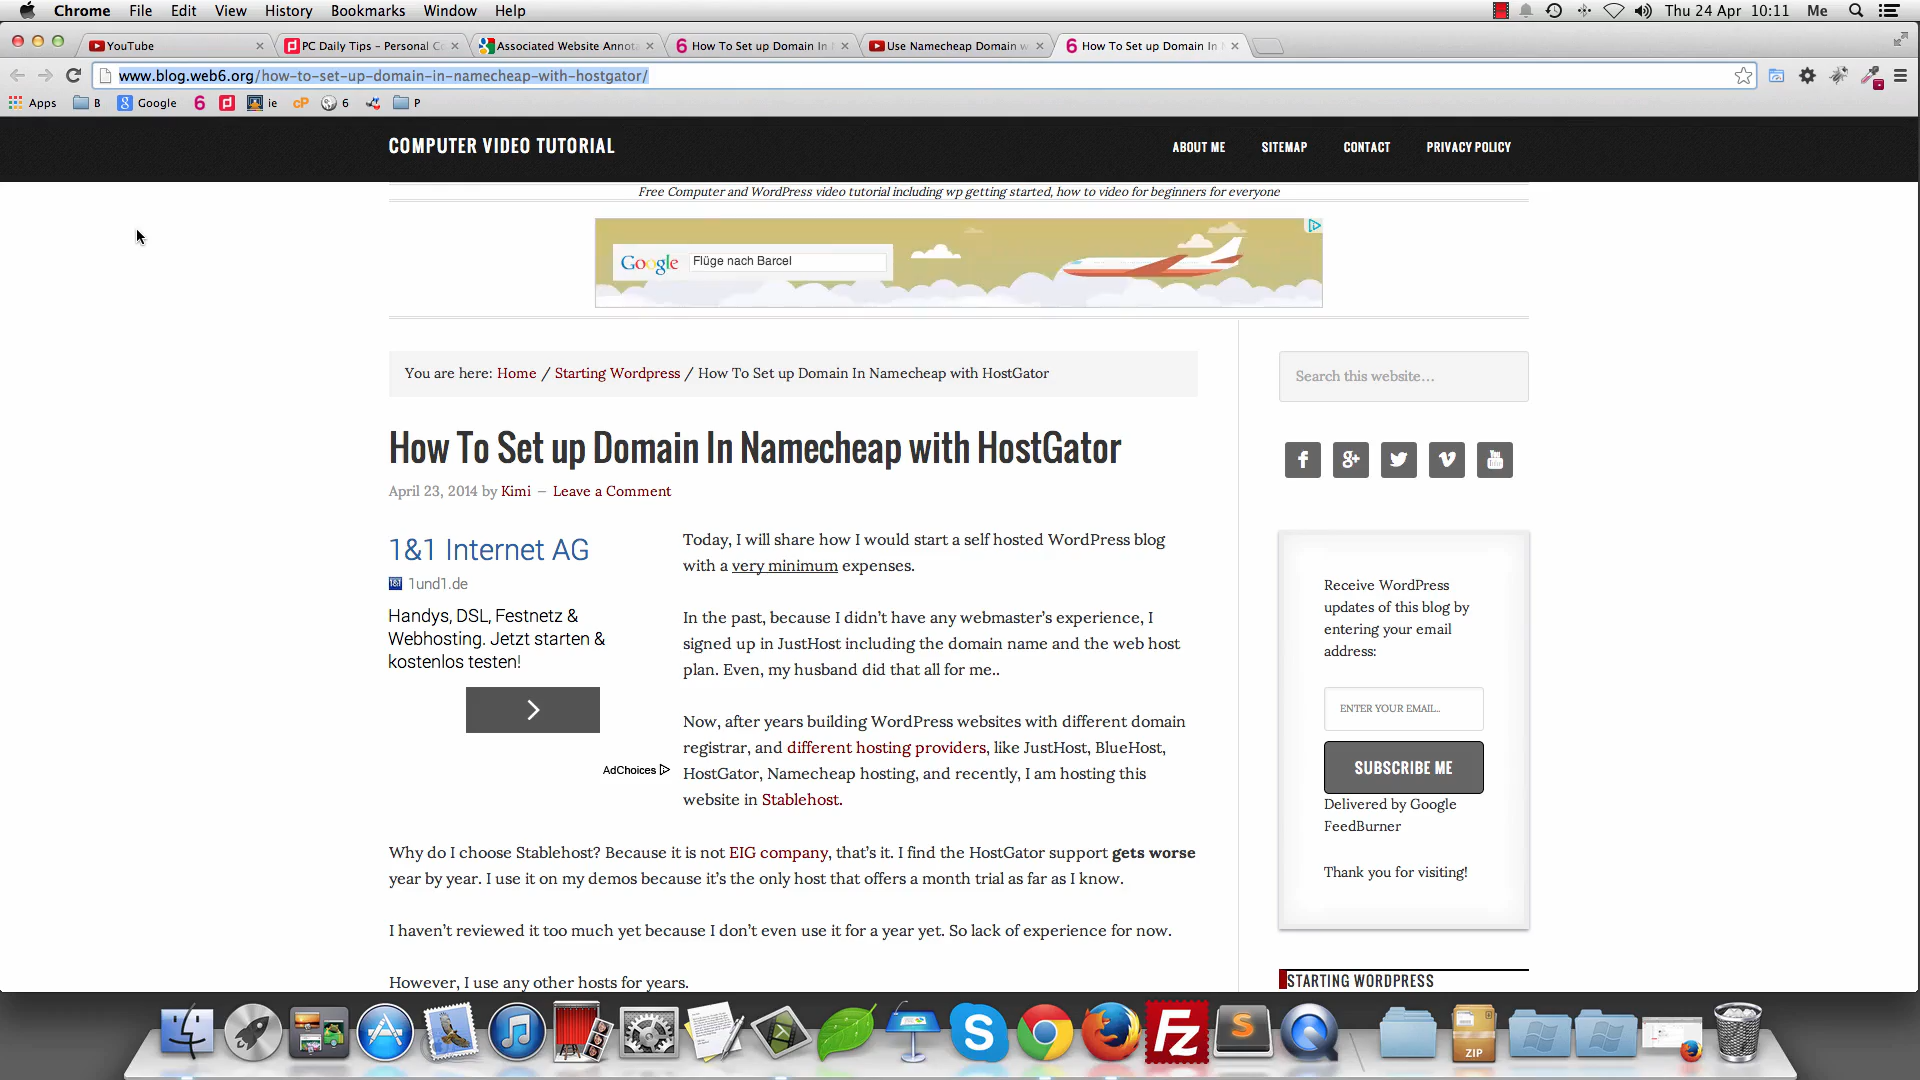 Chrome File Edit View History Bookmarks Window Help Thu 24 Apr 10:11 Me
YouTube PC Daily Tips - Personal C Associated Website Annot How To Set up Domain In Use Namecheap Domain w How To Set up Domain In N
www.blog.web6.org/how-to-set-up-domain-in-namecheap-with-hostgator/
Apps B Google 6 ie cP 6 P
COMPUTER VIDEO TUTORIAL
ABOUT ME SITEMAP CONTACT PRIVACY POLICY
Free Computer and WordPress video tutorial including wp getting started, how to video for beginners for everyone
Google Flüge nach Barcel
You are here: Home / Starting Wordpress / How To Set up Domain In Namecheap with HostGator
Search this website…
How To Set up Domain In Namecheap with HostGator
April 23, 2014 by Kimi — Leave a Comment
1&1 Internet AG
1und1.de
Handys, DSL, Festnetz &
Webhosting. Jetzt starten &
kostenlos testen!
AdChoices
Today, I will share how I would start a self hosted WordPress blog
with a very minimum expenses.
In the past, because I didn't have any webmaster's experience, I
signed up in JustHost including the domain name and the web host
plan. Even, my husband did that all for me..
Now, after years building WordPress websites with different domain
registrar, and different hosting providers, like JustHost, BlueHost,
HostGator, Namecheap hosting, and recently, I am hosting this
website in Stablehost.
Why do I choose Stablehost? Because it is not EIG company, that's it. I find the HostGator support gets worse
year by year. I use it on my demos because it's the only host that offers a month trial as far as I know.
I haven't reviewed it too much yet because I don't even use it for a year yet. So lack of experience for now.
However, I use any other hosts for years.
Receive WordPress
updates of this blog by
entering your email
address:
ENTER YOUR EMAIL...
SUBSCRIBE ME
Delivered by Google
FeedBurner
Thank you for visiting!
STARTING WORDPRESS
ZIP